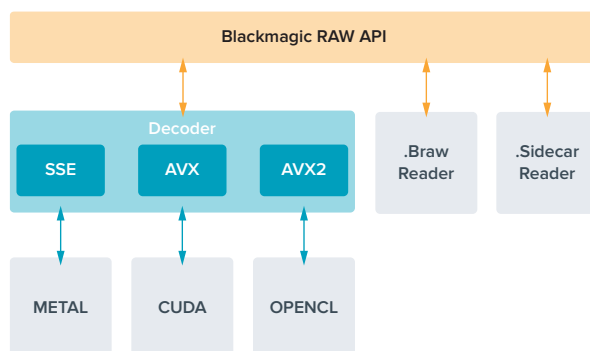 Blackmagic RAW API
Decoder
SSE
AVX
AVX2
.Braw
Reader
.Sidecar
Reader
METAL
CUDA
OPENCL